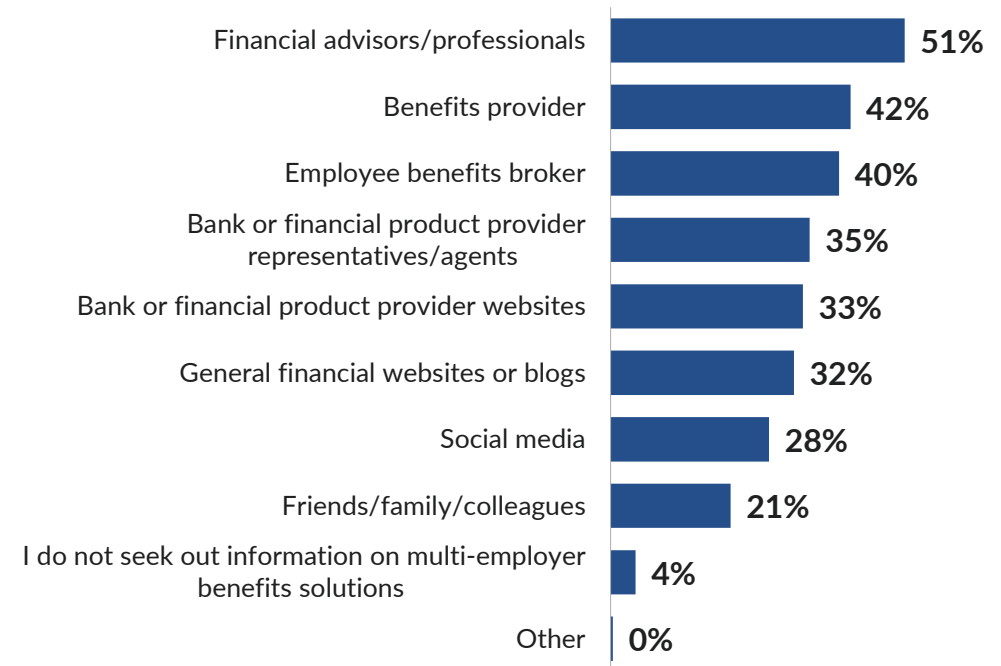 Financial advisors/professionals 51%
Benefits provider 42%
Employee benefits broker 40%
Bank or financial product provider
representatives/agents 35%
Bank or financial product provider websites 33%
General financial websites or blogs 32%
Social media 28%
Friends/family/colleagues 21%
I do not seek out information on multi-employer
benefits solutions 4%
Other 0%